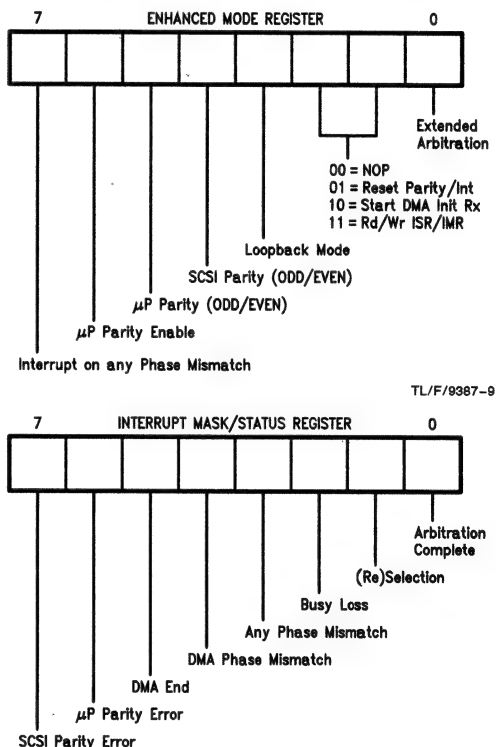 7 ENHANCED MODE REGISTER 0
Extended
Arbitration
00 = NOP
01 = Reset Parity/Int
10 = Start DMA Init Rx
11 = Rd/Wr ISR/IMR
Loopback Mode
SCSI Parity (ODD/EVEN)
μP Parity (ODD/EVEN)
μP Parity Enable
Interrupt on any Phase Mismatch
TL/F/9387–9
7 INTERRUPT MASK/STATUS REGISTER 0
Arbitration
Complete
(Re)Selection
Busy Loss
Any Phase Mismatch
DMA Phase Mismatch
DMA End
μP Parity Error
SCSI Parity Error